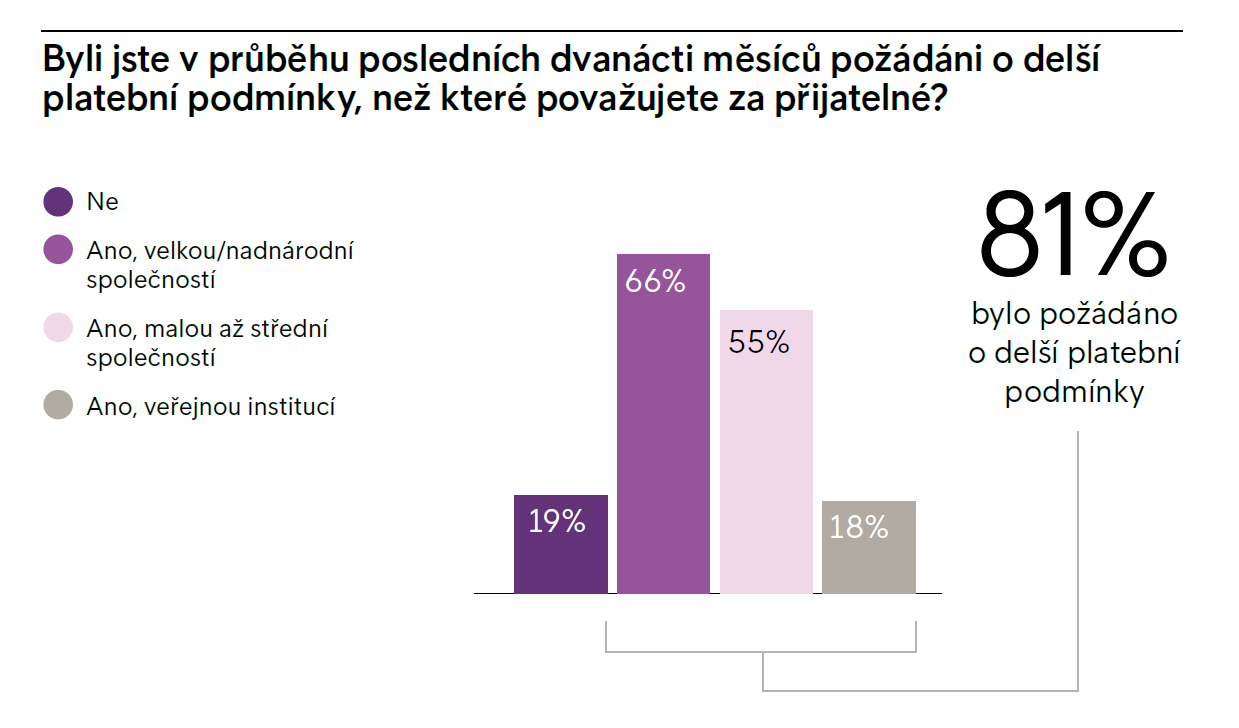 Byli jste v průběhu posledních dvanácti měsíců požádáni o delší
platební podmínky, než které považujete za přijatelné?
Ne
Ano, velkou/nadnárodní
společností
Ano, malou až střední
společností
Ano, veřejnou institucí
19%
66%
55%
18%
81%
bylo požádáno
o delší platební
podmínky